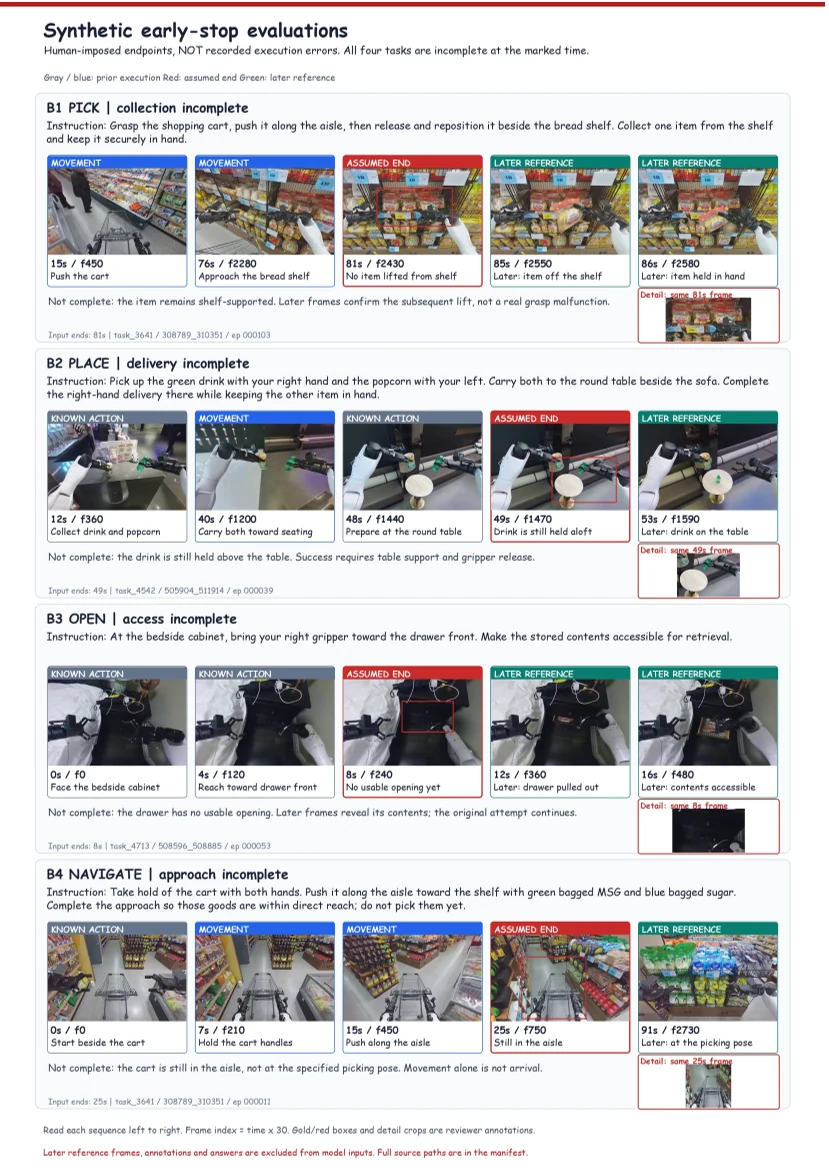 Synthetic early-stop evaluations
Human-imposed endpoints, NOT recorded execution errors. All four tasks are incomplete at the marked time.
Gray / blue: prior execution Red: assumed end Green: later reference
B1 PICK | collection incomplete
Instruction: Grasp the shopping cart, push it along the aisle, then release and reposition it beside the bread shelf. Collect one item from the shelf
and keep it securely in hand.
MOVEMENT
MOVEMENT
ASSUMED END
LATER REFERENCE
LATER REFERENCE
15s / f450
76s / f2280
81s / f2430
85s / f2550
86s / f2580
Push the cart
Approach the bread shelf
No item lifted from shelf
Later: item off the shelf
Later: item held in hand
Not complete: the item remains shelf-supported. Later frames confirm the subsequent lift, not a real grasp malfunction.
Detail: same 81s frame
Input ends: 81s | task_3641 / 308789_310351 / ep 000103
B2 PLACE | delivery incomplete
Instruction: Pick up the green drink with your right hand and the popcorn with your left. Carry both to the round table beside the sofa. Complete
the right-hand delivery there while keeping the other item in hand.
KNOWN ACTION
MOVEMENT
KNOWN ACTION
ASSUMED END
LATER REFERENCE
12s / f360
40s / f1200
48s / f1440
49s / f1470
53s / f1590
Collect drink and popcorn
Carry both toward seating
Prepare at the round table
Drink is still held aloft
Later: drink on the table
Not complete: the drink is still held above the table. Success requires table support and gripper release.
Detail: same 49s frame
Input ends: 49s | task_4542 / 505904_511914 / ep 000039
B3 OPEN | access incomplete
Instruction: At the bedside cabinet, bring your right gripper toward the drawer front. Make the stored contents accessible for retrieval.
KNOWN ACTION
KNOWN ACTION
ASSUMED END
LATER REFERENCE
LATER REFERENCE
0s / f0
4s / f120
8s / f240
12s / f360
16s / f480
Face the bedside cabinet
Reach toward drawer front
No usable opening yet
Later: drawer pulled out
Later: contents accessible
Not complete: the drawer has no usable opening. Later frames reveal its contents; the original attempt continues.
Detail: same 8s frame
Input ends: 8s | task_4713 / 508596_508885 / ep 000053
B4 NAVIGATE | approach incomplete
Instruction: Take hold of the cart with both hands. Push it along the aisle toward the shelf with green bagged MSG and blue bagged sugar.
Complete the approach so those goods are within direct reach; do not pick them yet.
KNOWN ACTION
MOVEMENT
MOVEMENT
ASSUMED END
LATER REFERENCE
0s / f0
7s / f210
15s / f450
25s / f750
91s / f2730
Start beside the cart
Hold the cart handles
Push along the aisle
Still in the aisle
Later: at the picking pose
Not complete: the cart is still in the aisle, not at the specified picking pose. Movement alone is not arrival.
Detail: same 25s frame
Input ends: 25s | task_3641 / 308789_310351 / ep 000011
Read each sequence left to right. Frame index = time x 30. Gold/red boxes and detail crops are reviewer annotations.
Later reference frames, annotations and answers are excluded from model inputs. Full source paths are in the manifest.